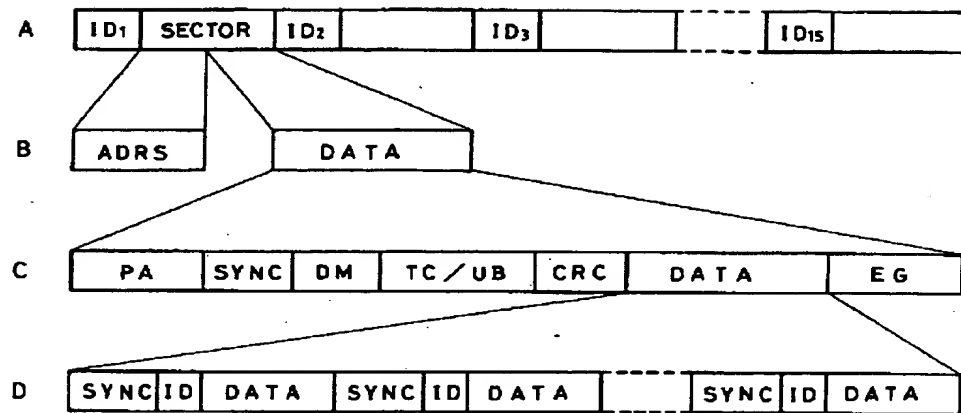 A ID₁ SECTOR ID₂ ID₃ ID₁₅
B ADRS DATA
C PA SYNC DM TC/UB CRC DATA EG
D SYNC ID DATA SYNC ID DATA SYNC ID DATA